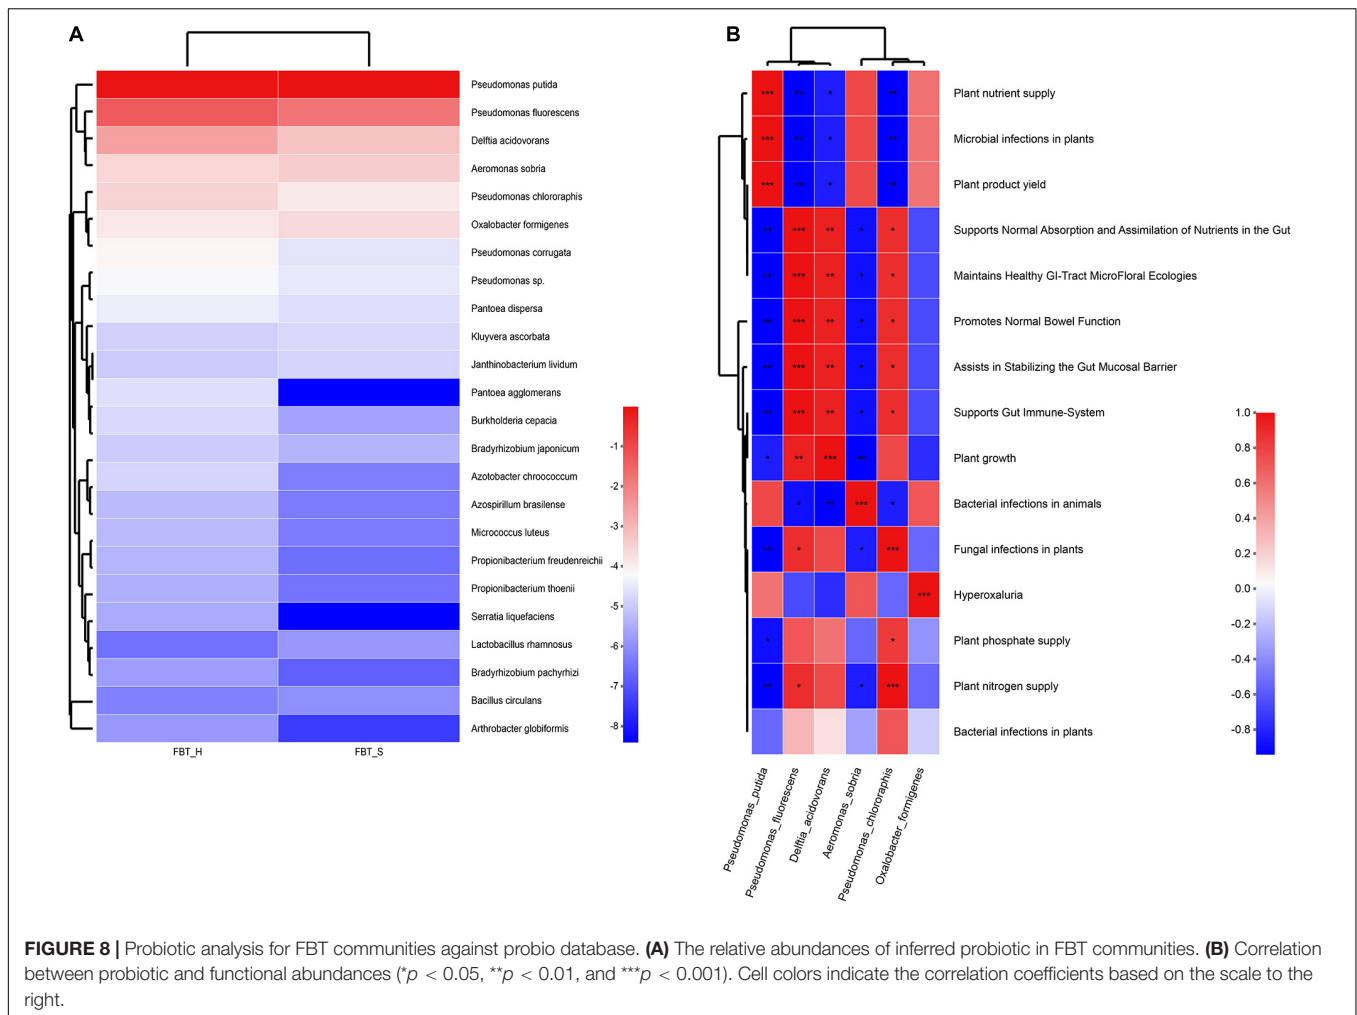 A
Pseudomonas putida
Pseudomonas fluorescens
Delftia acidovorans
Aeromonas sobria
Pseudomonas chlororaphis
Oxalobacter formigenes
Pseudomonas corrugata
Pseudomonas sp.
Pantoea dispersa
Kluyvera ascorbata
Janthinobacterium lividum
Pantoea agglomerans
Burkholderia cepacia
Bradyrhizobium japonicum
Azotobacter chroococcum
Azospirillum brasilense
Micrococcus luteus
Propionibacterium freudenreichii
Propionibacterium thoenii
Serratia liquefaciens
Lactobacillus rhamnosus
Bradyrhizobium pachyrhizi
Bacillus circulans
Arthrobacter globiformis
FBT_H
FBT_S
-1
-2
-3
-4
-5
-6
-7
-8
B
*** ** * ** Plant nutrient supply
*** ** * ** Microbial infections in plants
*** ** * ** Plant product yield
** *** ** * * Supports Normal Absorption and Assimilation of Nutrients in the Gut
** *** ** * * Maintains Healthy GI-Tract MicroFloral Ecologies
** *** ** * * Promotes Normal Bowel Function
** *** ** * * Assists in Stabilizing the Gut Mucosal Barrier
** *** ** * * Supports Gut Immune-System
* ** *** ** Plant growth
* ** *** * Bacterial infections in animals
** * * *** Fungal infections in plants
*** Hyperoxaluria
* * Plant phosphate supply
** * * *** Plant nitrogen supply
Bacterial infections in plants
Pseudomonas_putida
Pseudomonas_fluorescens
Delftia_acidovorans
Aeromonas_sobria
Pseudomonas_chlororaphis
Oxalobacter_formigenes
1.0
0.8
0.6
0.4
0.2
0.0
-0.2
-0.4
-0.6
-0.8
FIGURE 8 | Probiotic analysis for FBT communities against probio database. (A) The relative abundances of inferred probiotic in FBT communities. (B) Correlation
between probiotic and functional abundances (*p < 0.05, **p < 0.01, and ***p < 0.001). Cell colors indicate the correlation coefficients based on the scale to the
right.